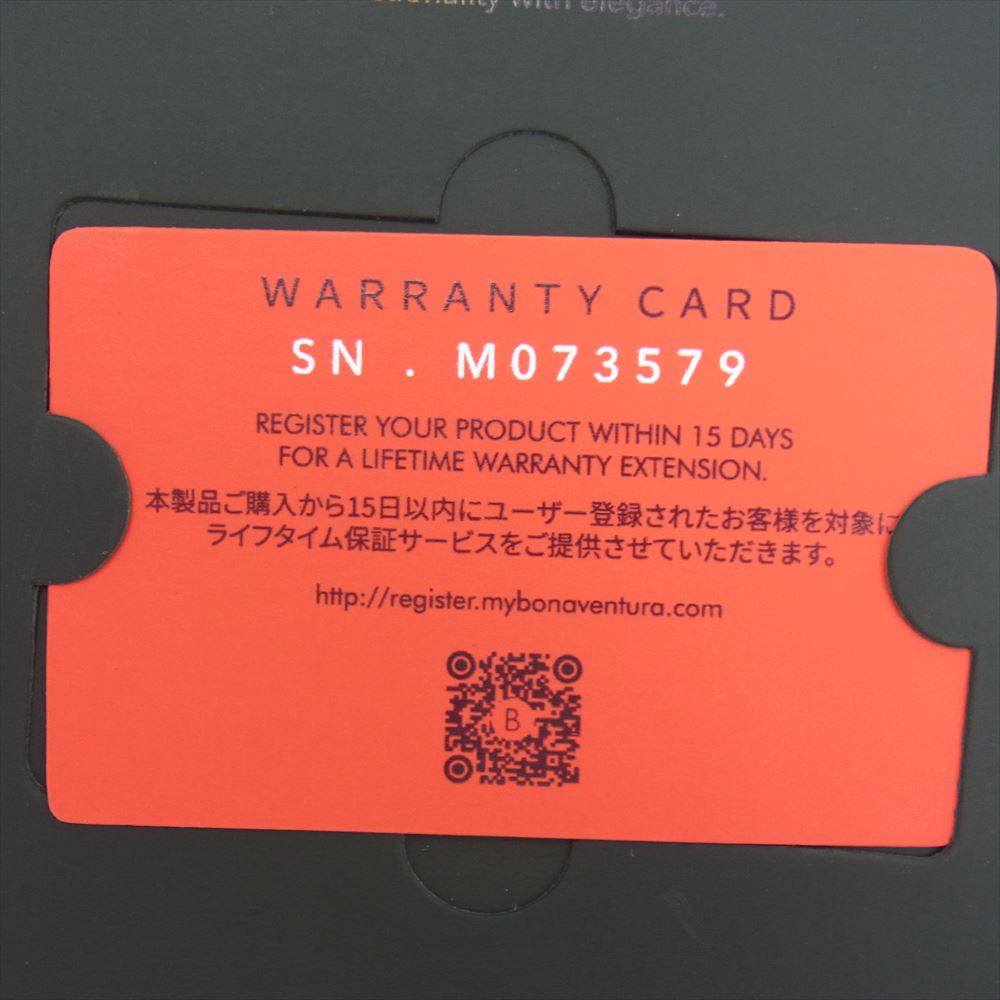 with elegance.
WARRANTY CARD
SN . M073579
REGISTER YOUR PRODUCT WITHIN 15 DAYS
FOR A LIFETIME WARRANTY EXTENSION.
本製品ご購入から15日以内にユーザー登録されたお客様を対象に
ライフタイム保証サービスをご提供させていただきます。
http://register.mybonaventura.com
B